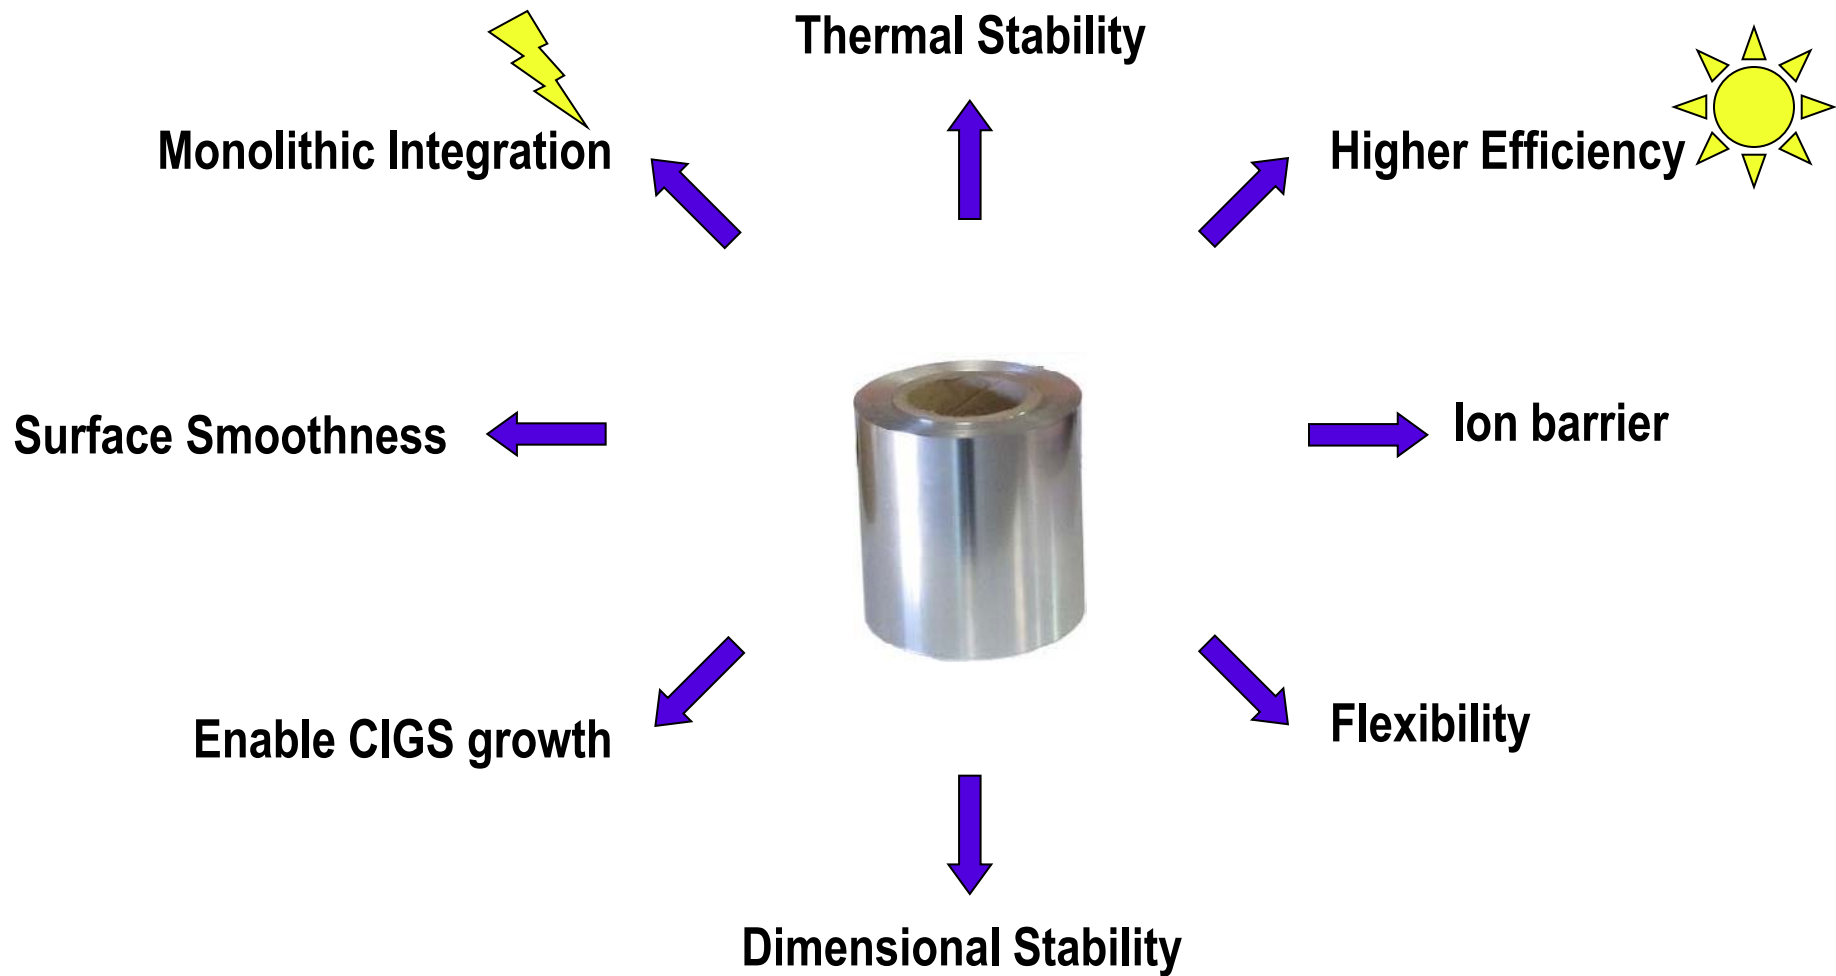 Thermal Stability
Monolithic Integration
Higher Efficiency
Surface Smoothness
Ion barrier
Enable CIGS growth
Flexibility
Dimensional Stability